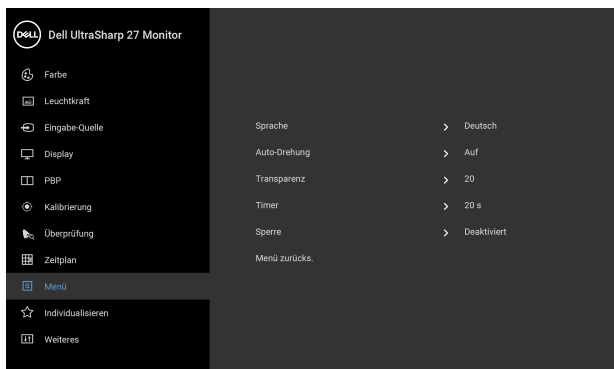 DELL Dell UltraSharp 27 Monitor
Farbe
Leuchtkraft
Eingabe-Quelle
Display
PBP
Kalibrierung
Überprüfung
Zeitplan
Menü
Individualisieren
Weiteres
Sprache > Deutsch
Auto-Drehung > Auf
Transparenz > 20
Timer > 20 s
Sperre > Deaktiviert
Menü zurücks.